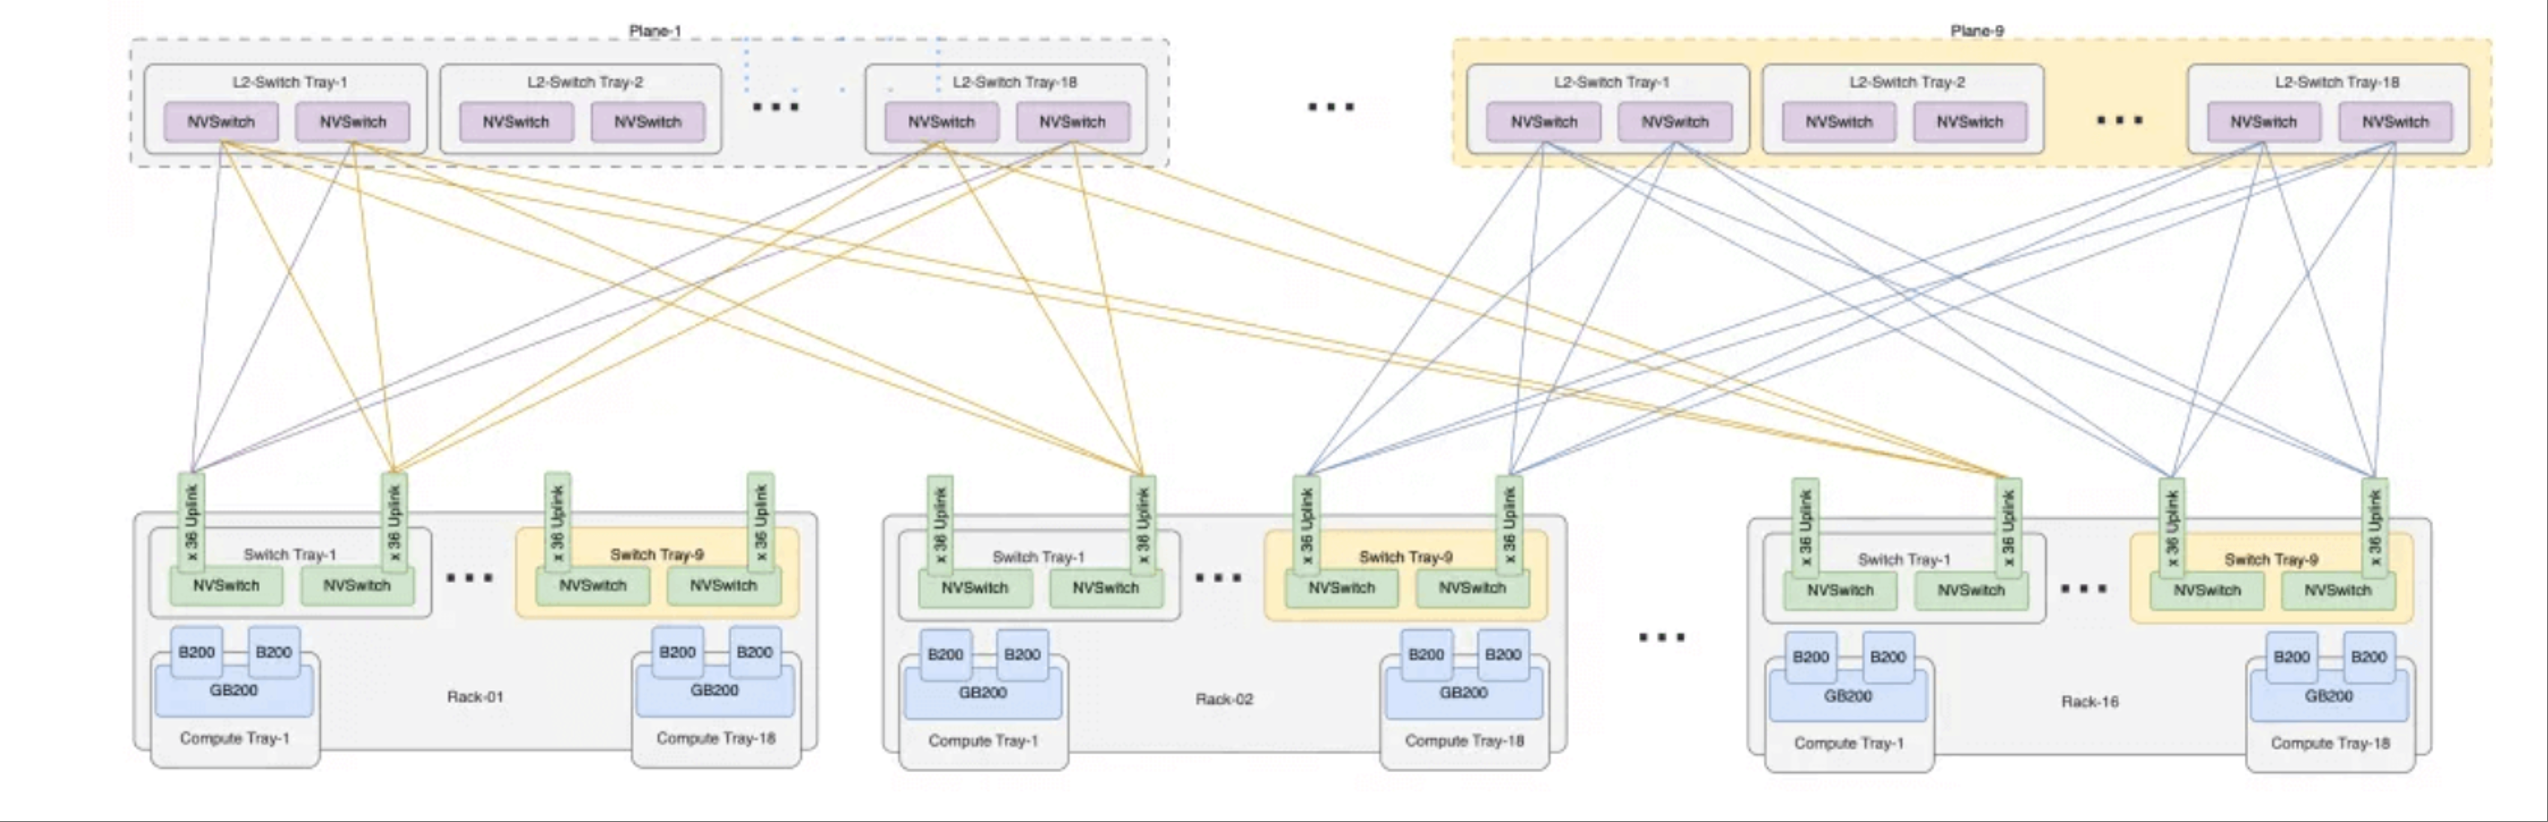 Plane-1
Plane-9
L2-Switch Tray-1
L2-Switch Tray-2
L2-Switch Tray-18
L2-Switch Tray-1
L2-Switch Tray-2
L2-Switch Tray-18
NVSwitch
NVSwitch
NVSwitch
NVSwitch
NVSwitch
NVSwitch
NVSwitch
NVSwitch
NVSwitch
NVSwitch
NVSwitch
NVSwitch
x 36 Uplink
x 36 Uplink
x 36 Uplink
x 36 Uplink
Switch Tray-1
Switch Tray-9
NVSwitch
NVSwitch
NVSwitch
NVSwitch
B200
B200
B200
B200
GB200
GB200
Rack-01
Compute Tray-1
Compute Tray-18
x 36 Uplink
x 36 Uplink
x 36 Uplink
x 36 Uplink
Switch Tray-1
Switch Tray-9
NVSwitch
NVSwitch
NVSwitch
NVSwitch
B200
B200
B200
B200
GB200
GB200
Rack-02
Compute Tray-1
Compute Tray-18
x 36 Uplink
x 36 Uplink
x 36 Uplink
x 36 Uplink
Switch Tray-1
Switch Tray-9
NVSwitch
NVSwitch
NVSwitch
NVSwitch
B200
B200
B200
B200
GB200
GB200
Rack-16
Compute Tray-1
Compute Tray-18